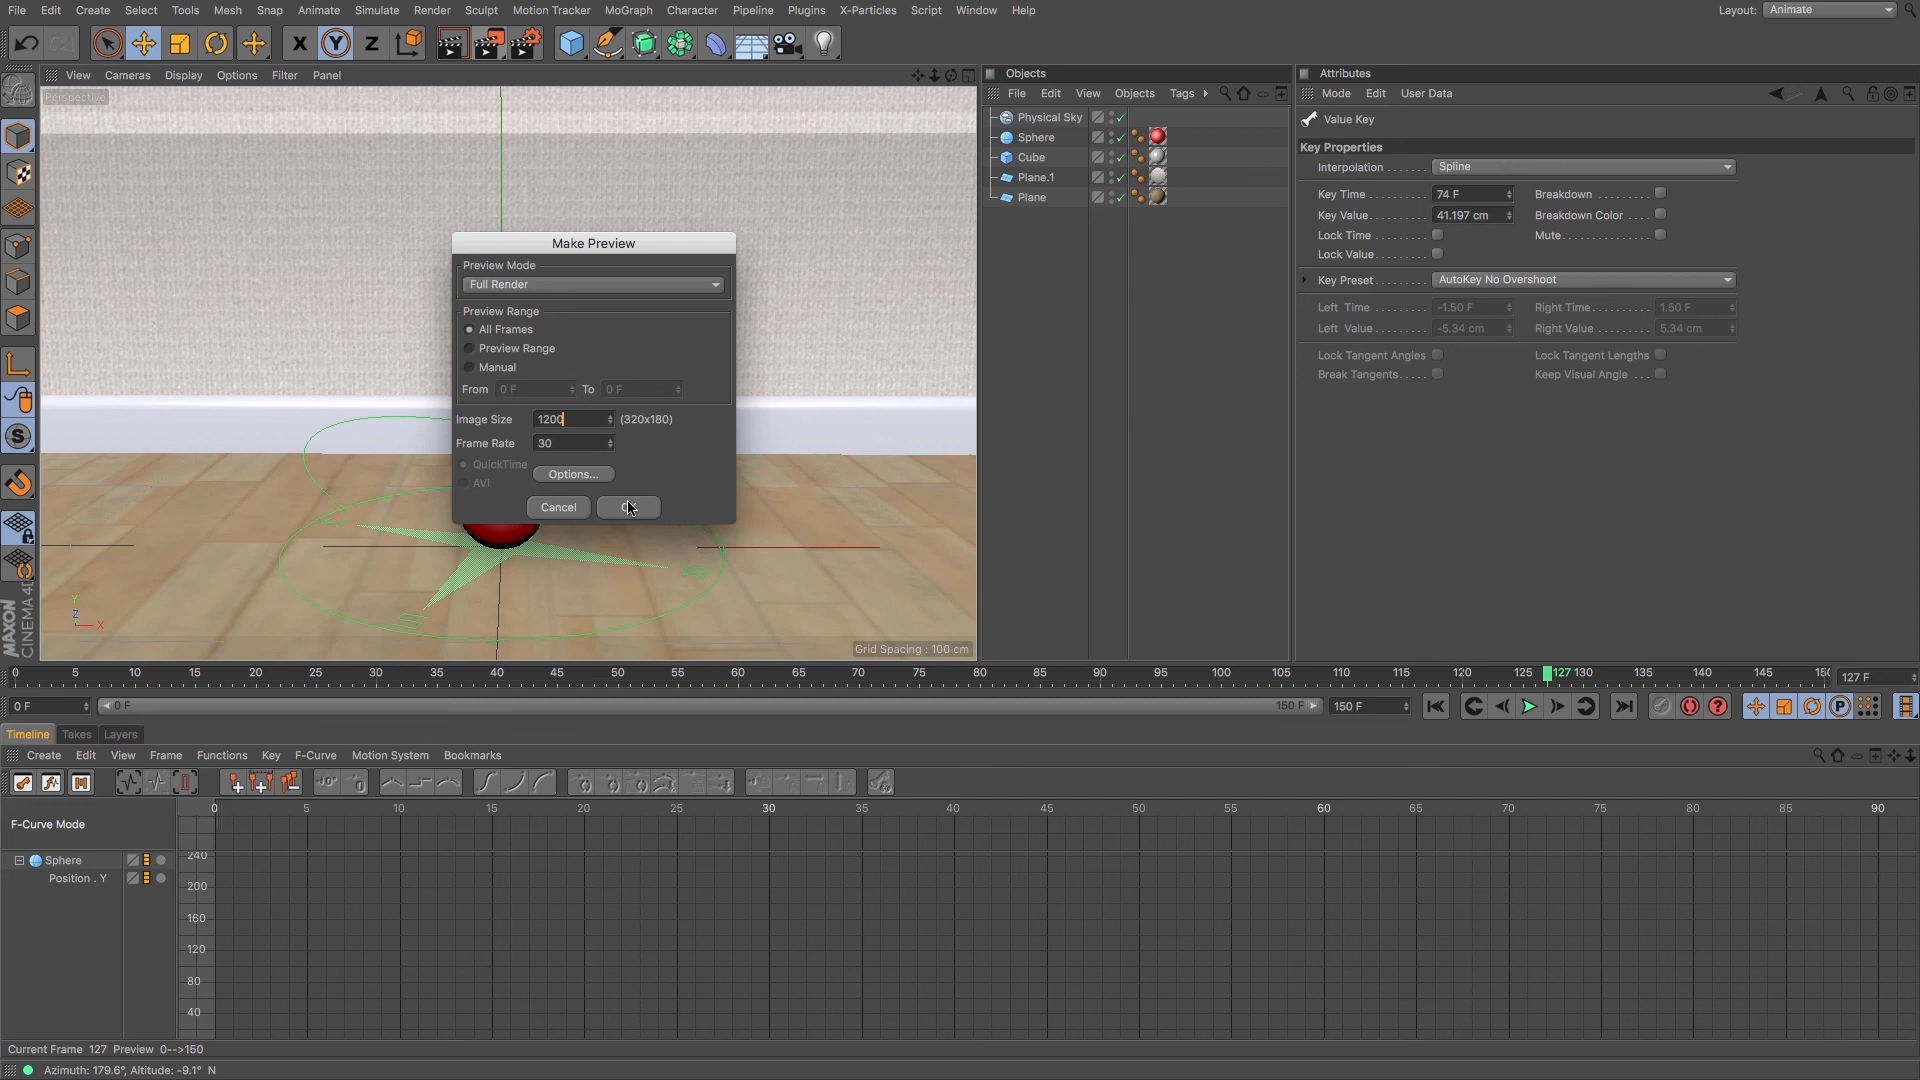 File Edit Create Select Tools Mesh Snap Animate Simulate Render Sculpt Motion Tracker MoGraph Character Pipeline Plugins X-Particles Script Window Help Layout: Animate
X Y Z
View Cameras Display Options Filter Panel
Perspective
Objects
File Edit View Objects Tags
Physical Sky
Sphere
Cube
Plane.1
Plane
Attributes
Mode Edit User Data
Value Key
Key Properties
Interpolation Spline
Key Time 74 F Breakdown
Key Value 41.197 cm Breakdown Color
Lock Time Mute
Lock Value
Key Preset AutoKey No Overshoot
Left Time -1.50 F Right Time 1.50 F
Left Value -5.34 cm Right Value 5.34 cm
Lock Tangent Angles Lock Tangent Lengths
Break Tangents Keep Visual Angle
Make Preview
Preview Mode
Full Render
Preview Range
All Frames
Preview Range
Manual
From 0 F To 0 F
Image Size 1200 (320x180)
Frame Rate 30
QuickTime
AVI
Options...
Cancel
Y
Z
X
Grid Spacing : 100 cm
MAXON
CINEMA 4D
0 5 10 15 20 25 30 35 40 45 50 55 60 65 70 75 80 85 90 95 100 105 110 115 120 125 127 130 135 140 145 150 127 F
0 F 0 F 150 F 150 F
Timeline Takes Layers
Create Edit View Frame Functions Key F-Curve Motion System Bookmarks
0 5 10 15 20 25 30 35 40 45 50 55 60 65 70 75 80 85 90
F-Curve Mode
Sphere
Position . Y
240
200
160
120
80
40
Current Frame 127 Preview 0-->150
Azimuth: 179.6°, Altitude: -9.1° N